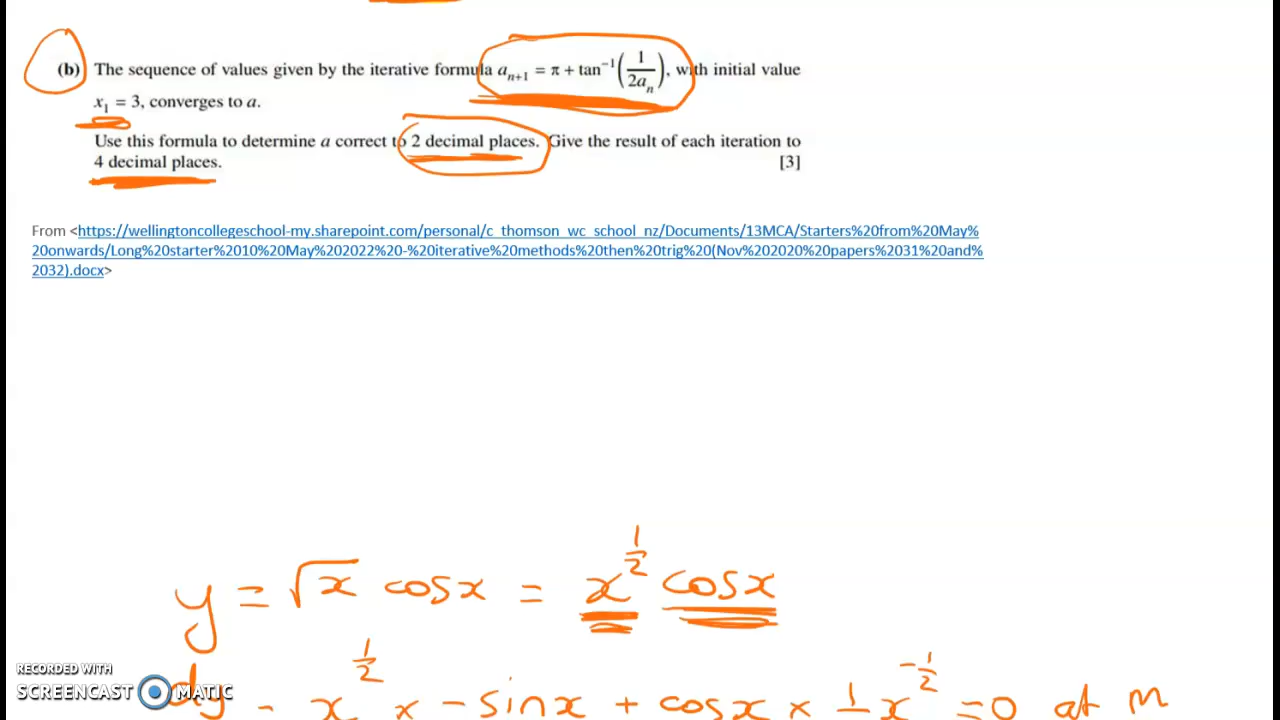 (b) The sequence of values given by the iterative formula a_{n+1} = π + tan⁻¹(1/(2a_n)), with initial value
x₁ = 3, converges to a.
Use this formula to determine a correct to 2 decimal places. Give the result of each iteration to
4 decimal places. [3]
From <https://wellingtoncollegeschool-my.sharepoint.com/personal/c_thomson_wc_school_nz/Documents/13MCA/Starters%20from%20May%
20onwards/Long%20starter%2010%20May%202022%20-%20iterative%20methods%20then%20trig%20(Nov%202020%20papers%2031%20and%
2032).docx>
y = √x cosx = x^{1/2} cosx
dy = x^{1/2} × - sinx + cosx × 1 x^{-1/2} = 0 at M
RECORDED WITH
SCREENCAST MATIC